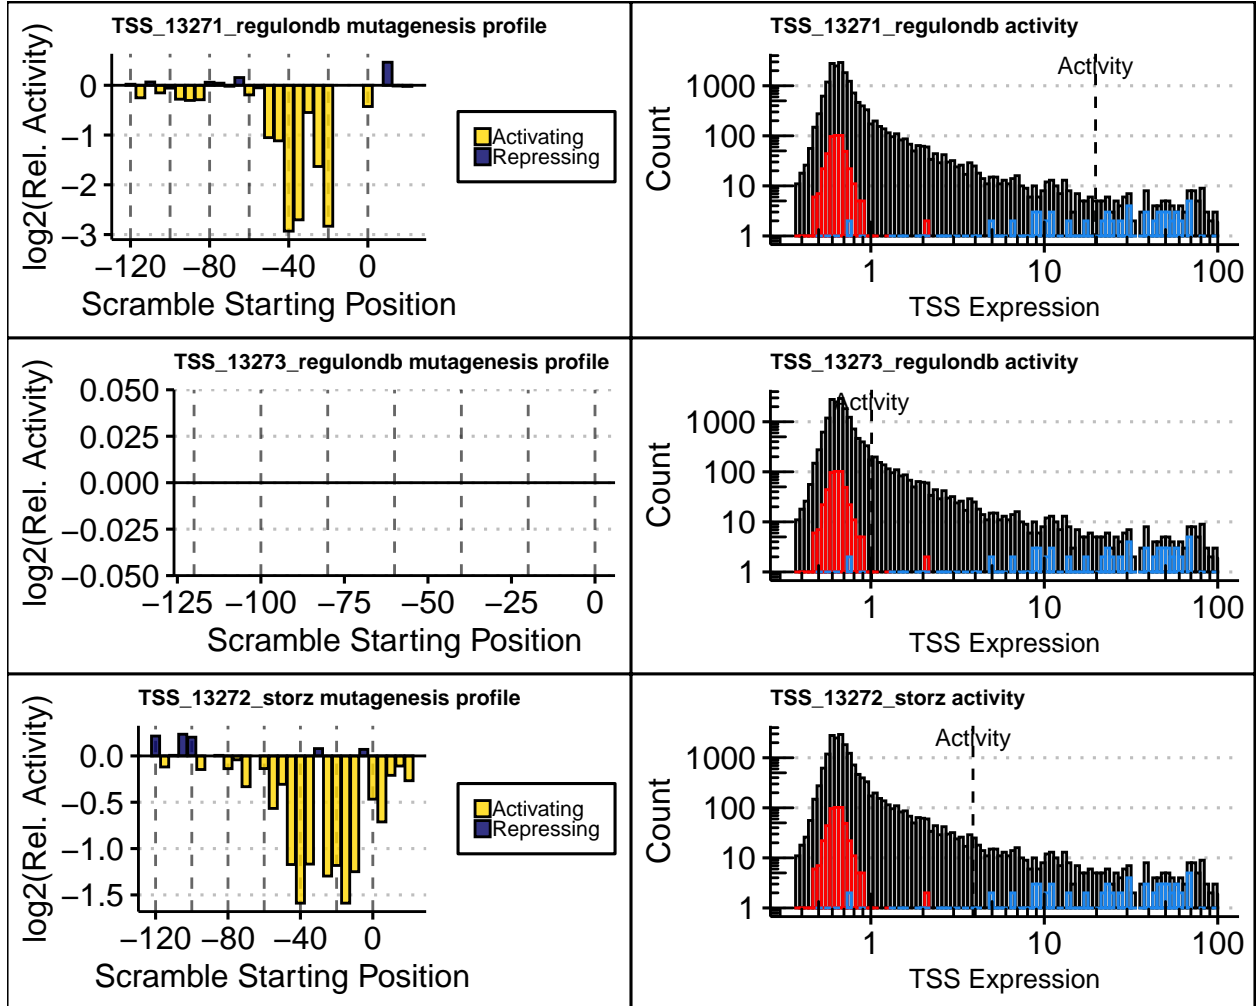 TSS_13271_regulondb mutagenesis profile
log2(Rel. Activity)
0
−1
−2
−3
−120 −80 −40 0
Scramble Starting Position
Activating
Repressing
TSS_13271_regulondb activity
Count
1000
100
10
1
Activity
1 10 100
TSS Expression
TSS_13273_regulondb mutagenesis profile
log2(Rel. Activity)
0.050
0.025
0.000
−0.025
−0.050
−125 −100 −75 −50 −25 0
Scramble Starting Position
TSS_13273_regulondb activity
Count
1000
100
10
1
Activity
1 10 100
TSS Expression
TSS_13272_storz mutagenesis profile
log2(Rel. Activity)
0.0
−0.5
−1.0
−1.5
−120 −80 −40 0
Scramble Starting Position
Activating
Repressing
TSS_13272_storz activity
Count
1000
100
10
1
Activity
1 10 100
TSS Expression